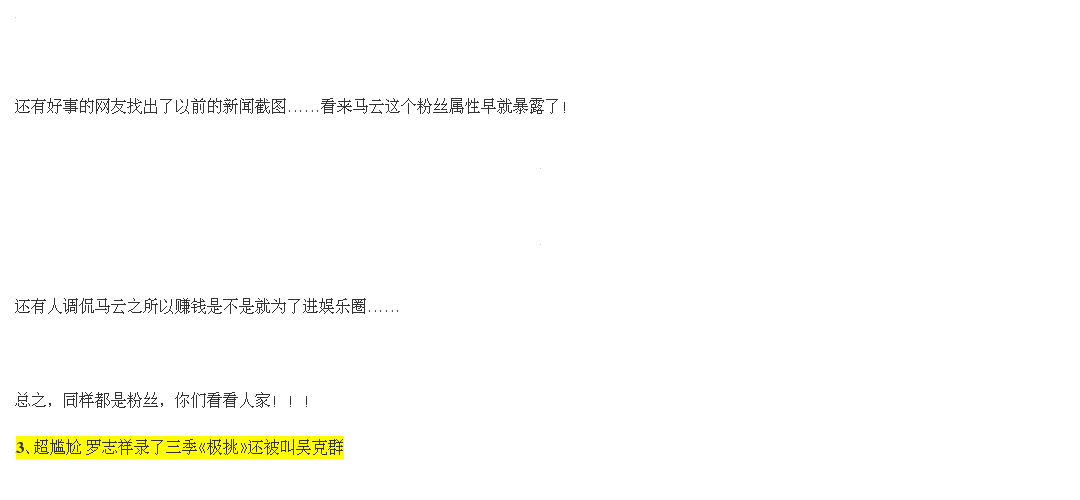 还有好事的网友找出了以前的新闻截图……看来马云这个粉丝属性早就暴露了!
还有人调侃马云之所以赚钱是不是就为了进娱乐圈……
总之，同样都是粉丝，你们看看人家! ! !
3、超尴尬 罗志祥录了三季《极挑》还被叫吴克群